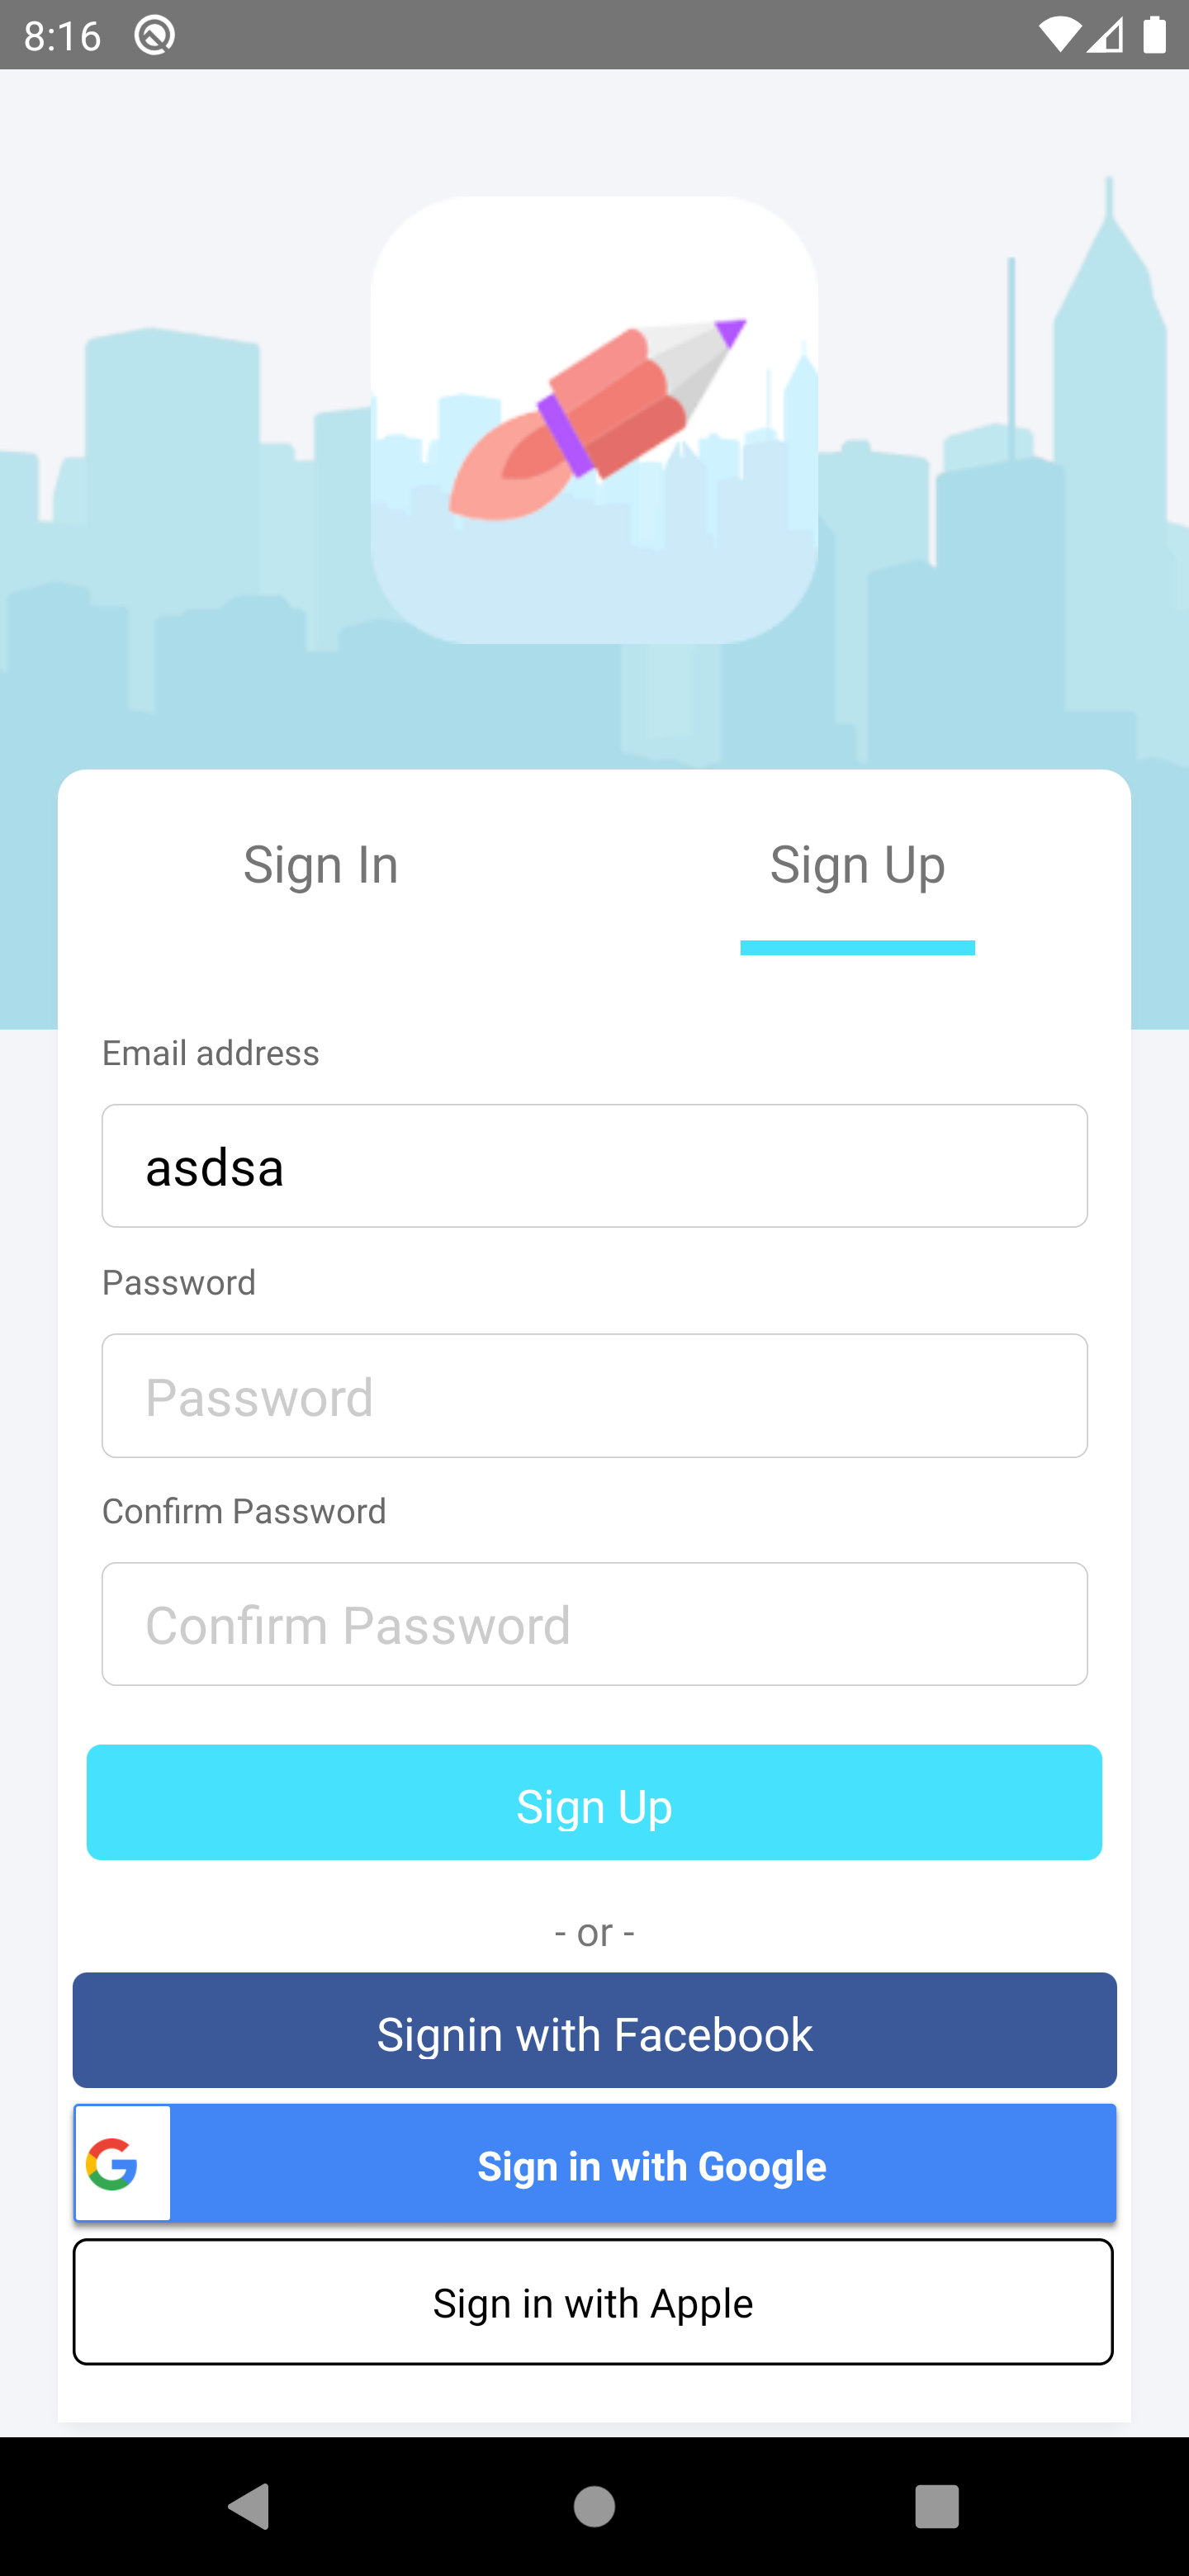 8:16
Sign In Sign Up
Email address
asdsa
Password
Password
Confirm Password
Confirm Password
Sign Up
- or -
Signin with Facebook
Sign in with Google
Sign in with Apple